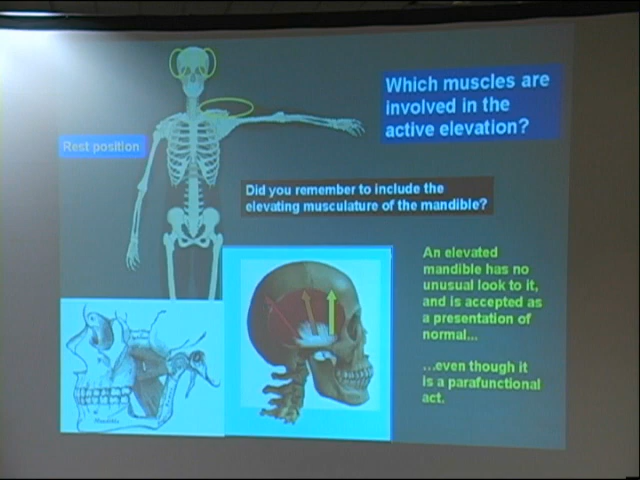 Which muscles are
involved in the
active elevation?
Rest position
Did you remember to include the
elevating musculature of the mandible?
An elevated
mandible has no
unusual look to it,
and is accepted as
a presentation of
normal...
...even though it
is a parafunctional
act.